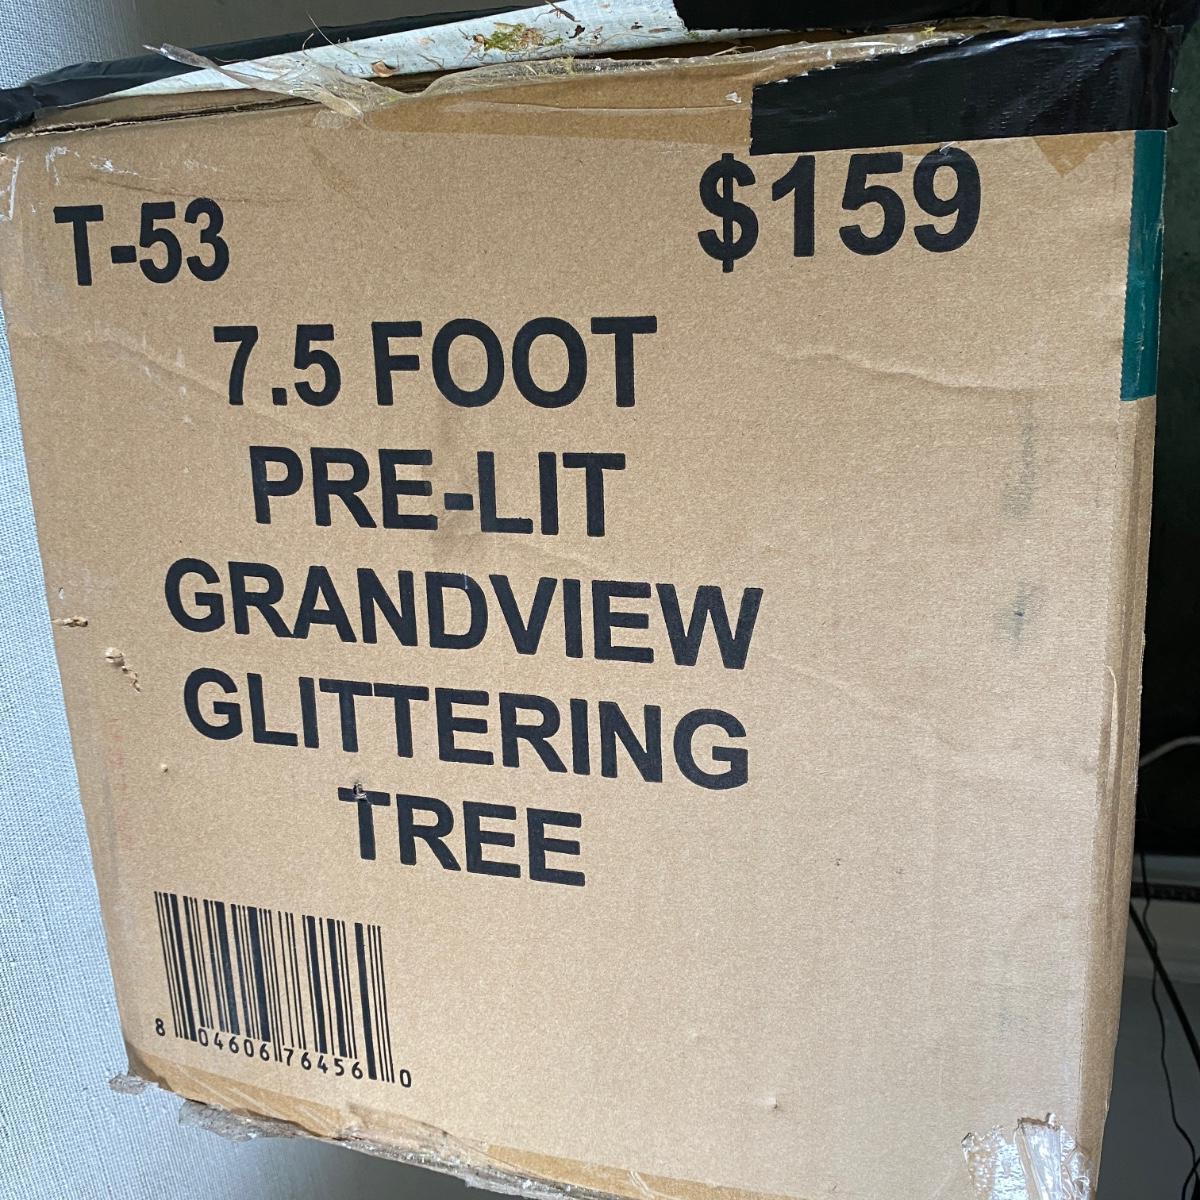 T-53
$159
7.5 FOOT
PRE-LIT
GRANDVIEW
GLITTERING
TREE
8 04606 76456 0